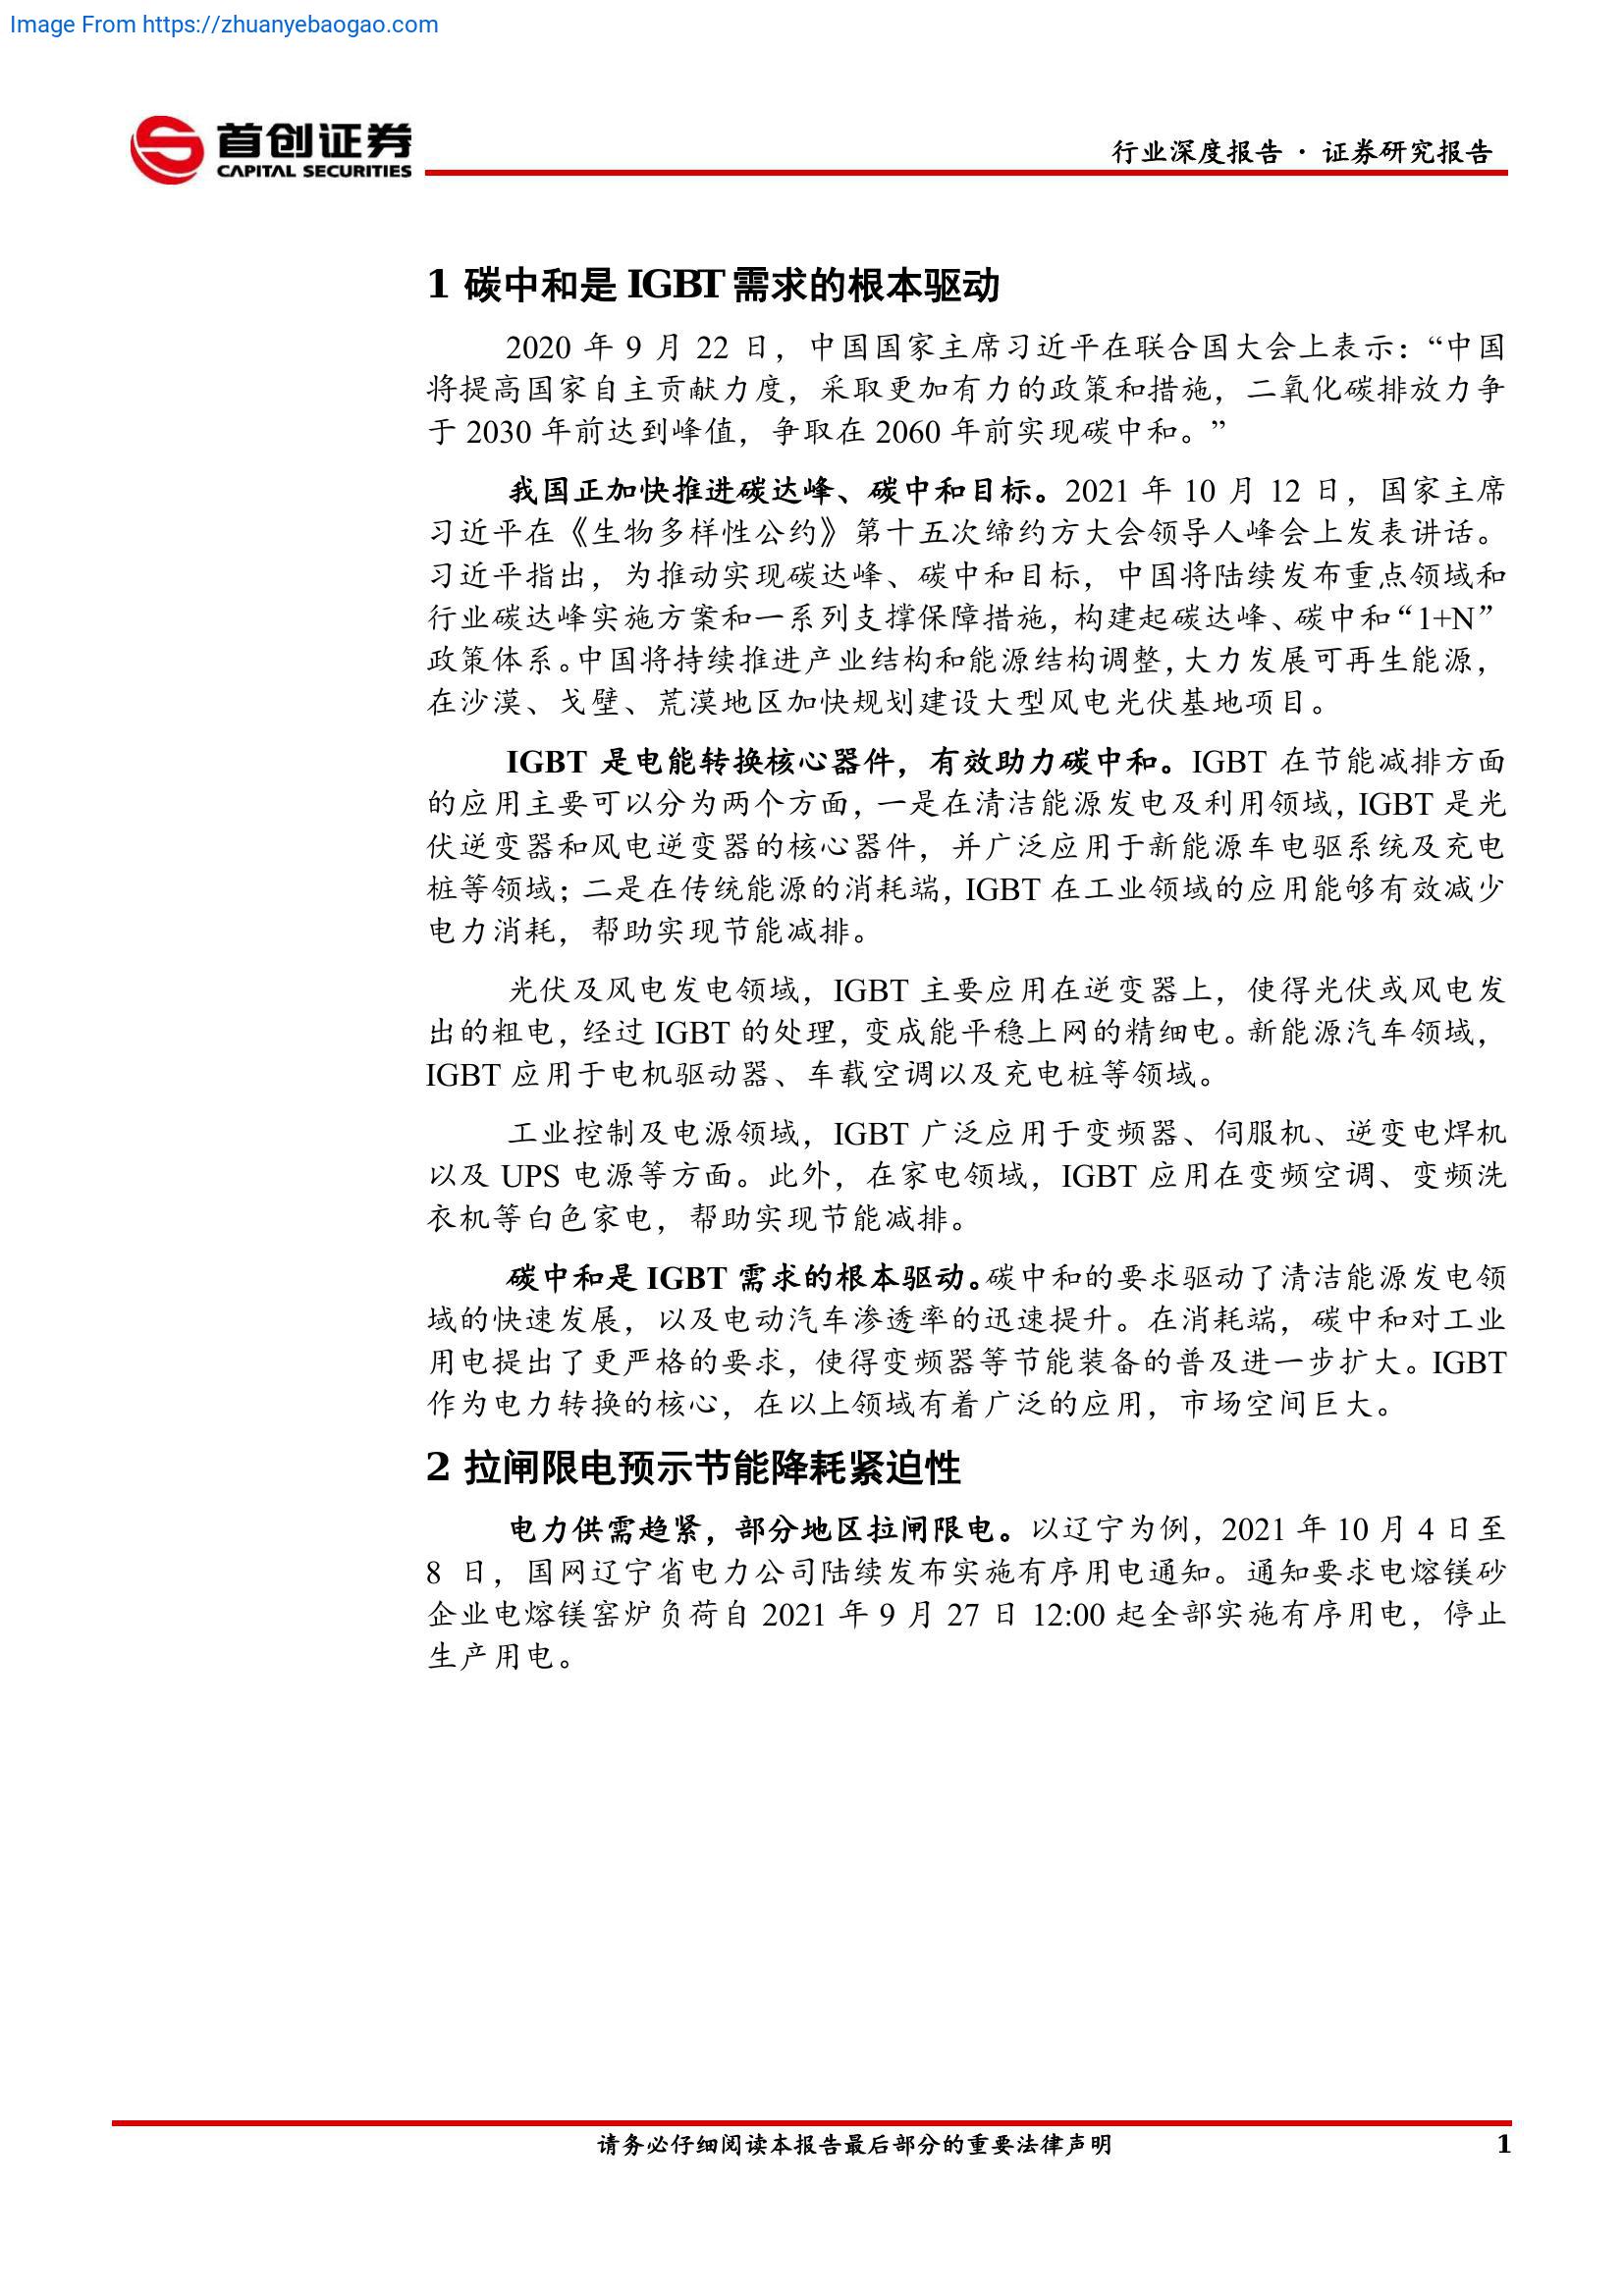 Image From https://zhuanyebaogao.com
首创证券
CAPITAL SECURITIES
行业深度报告 · 证券研究报告
1 碳中和是 IGBT 需求的根本驱动
2020 年 9 月 22 日，中国国家主席习近平在联合国大会上表示：“中国
将提高国家自主贡献力度，采取更加有力的政策和措施，二氧化碳排放力争
于 2030 年前达到峰值，争取在 2060 年前实现碳中和。”
我国正加快推进碳达峰、碳中和目标。2021 年 10 月 12 日，国家主席
习近平在《生物多样性公约》第十五次缔约方大会领导人峰会上发表讲话。
习近平指出，为推动实现碳达峰、碳中和目标，中国将陆续发布重点领域和
行业碳达峰实施方案和一系列支撑保障措施，构建起碳达峰、碳中和“1+N”
政策体系。中国将持续推进产业结构和能源结构调整，大力发展可再生能源，
在沙漠、戈壁、荒漠地区加快规划建设大型风电光伏基地项目。
IGBT 是电能转换核心器件，有效助力碳中和。IGBT 在节能减排方面
的应用主要可以分为两个方面，一是在清洁能源发电及利用领域，IGBT 是光
伏逆变器和风电逆变器的核心器件，并广泛应用于新能源车电驱系统及充电
桩等领域；二是在传统能源的消耗端，IGBT 在工业领域的应用能够有效减少
电力消耗，帮助实现节能减排。
光伏及风电发电领域，IGBT 主要应用在逆变器上，使得光伏或风电发
出的粗电，经过 IGBT 的处理，变成能平稳上网的精细电。新能源汽车领域，
IGBT 应用于电机驱动器、车载空调以及充电桩等领域。
工业控制及电源领域，IGBT 广泛应用于变频器、伺服机、逆变电焊机
以及 UPS 电源等方面。此外，在家电领域，IGBT 应用在变频空调、变频洗
衣机等白色家电，帮助实现节能减排。
碳中和是 IGBT 需求的根本驱动。碳中和的要求驱动了清洁能源发电领
域的快速发展，以及电动汽车渗透率的迅速提升。在消耗端，碳中和对工业
用电提出了更严格的要求，使得变频器等节能装备的普及进一步扩大。IGBT
作为电力转换的核心，在以上领域有着广泛的应用，市场空间巨大。
2 拉闸限电预示节能降耗紧迫性
电力供需趋紧，部分地区拉闸限电。以辽宁为例，2021 年 10 月 4 日至
8 日，国网辽宁省电力公司陆续发布实施有序用电通知。通知要求电熔镁砂
企业电熔镁窑炉负荷自 2021 年 9 月 27 日 12:00 起全部实施有序用电，停止
生产用电。
请务必仔细阅读本报告最后部分的重要法律声明
1